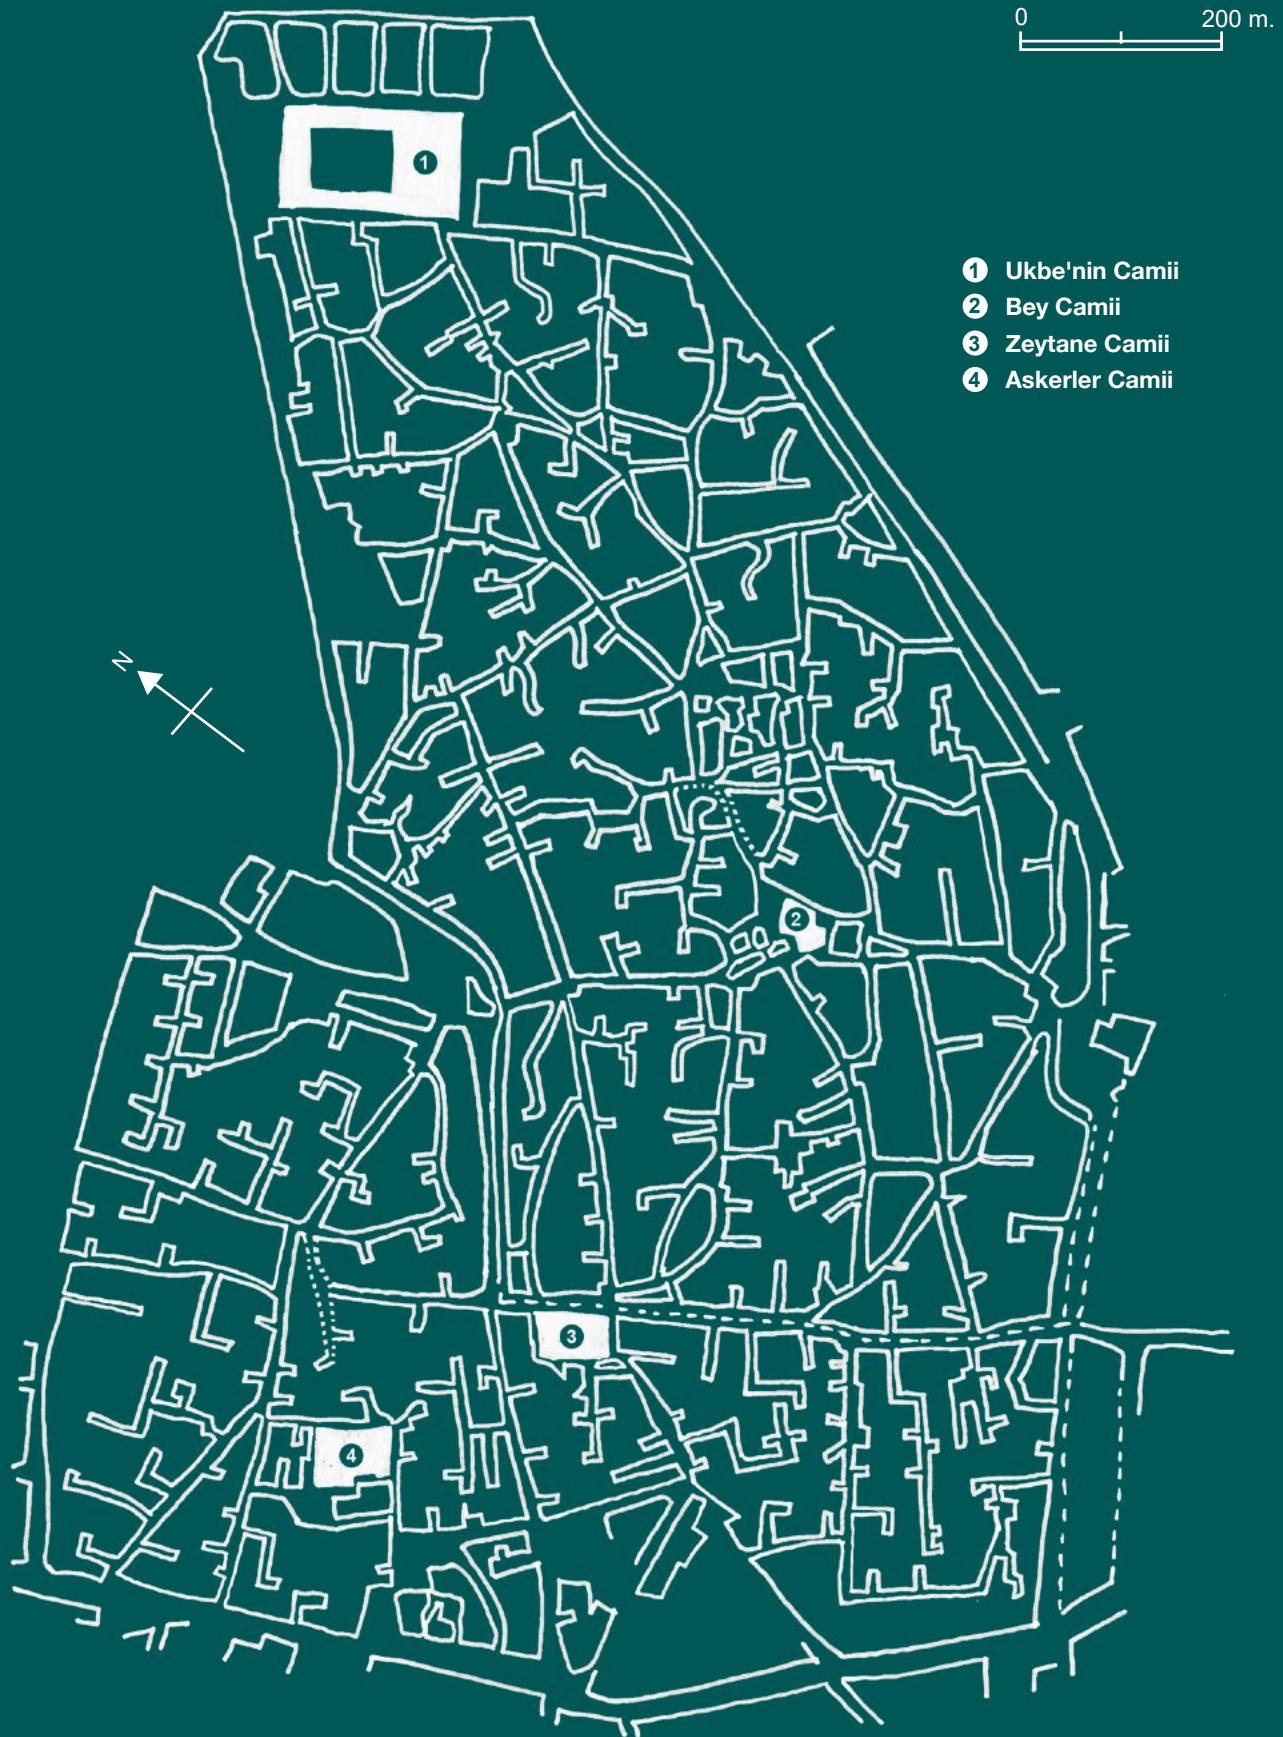 0 200 m.
1
1 Ukbe'nin Camii
2 Bey Camii
3 Zeytane Camii
4 Askerler Camii
N
2
3
4